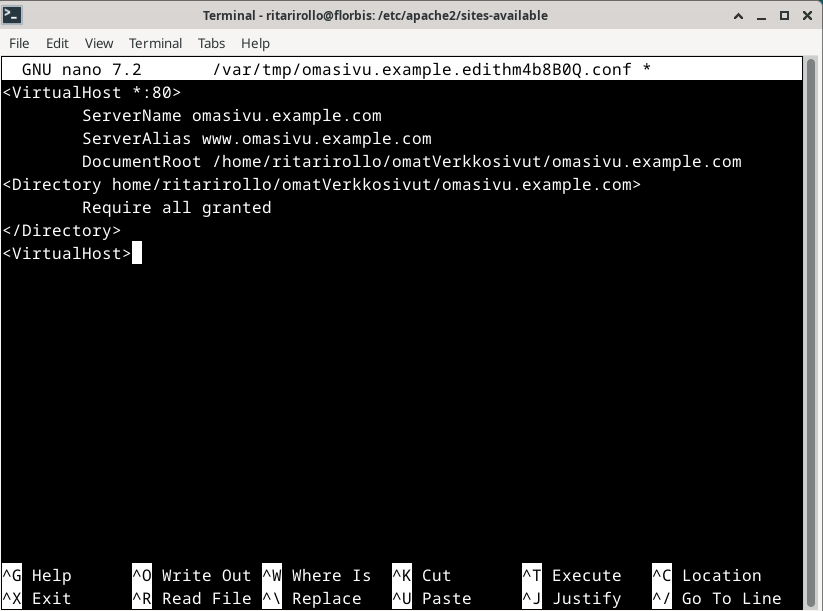 Terminal - ritarirollo@florbis: /etc/apache2/sites-available
File Edit View Terminal Tabs Help
GNU nano 7.2 /var/tmp/omasivu.example.edithm4b8B0Q.conf *
<VirtualHost *:80>
ServerName omasivu.example.com
ServerAlias www.omasivu.example.com
DocumentRoot /home/ritarirollo/omatVerkkosivut/omasivu.example.com
<Directory home/ritarirollo/omatVerkkosivut/omasivu.example.com>
Require all granted
</Directory>
<VirtualHost>
^G Help ^O Write Out ^W Where Is ^K Cut ^T Execute ^C Location
^X Exit ^R Read File ^\ Replace ^U Paste ^J Justify ^/ Go To Line